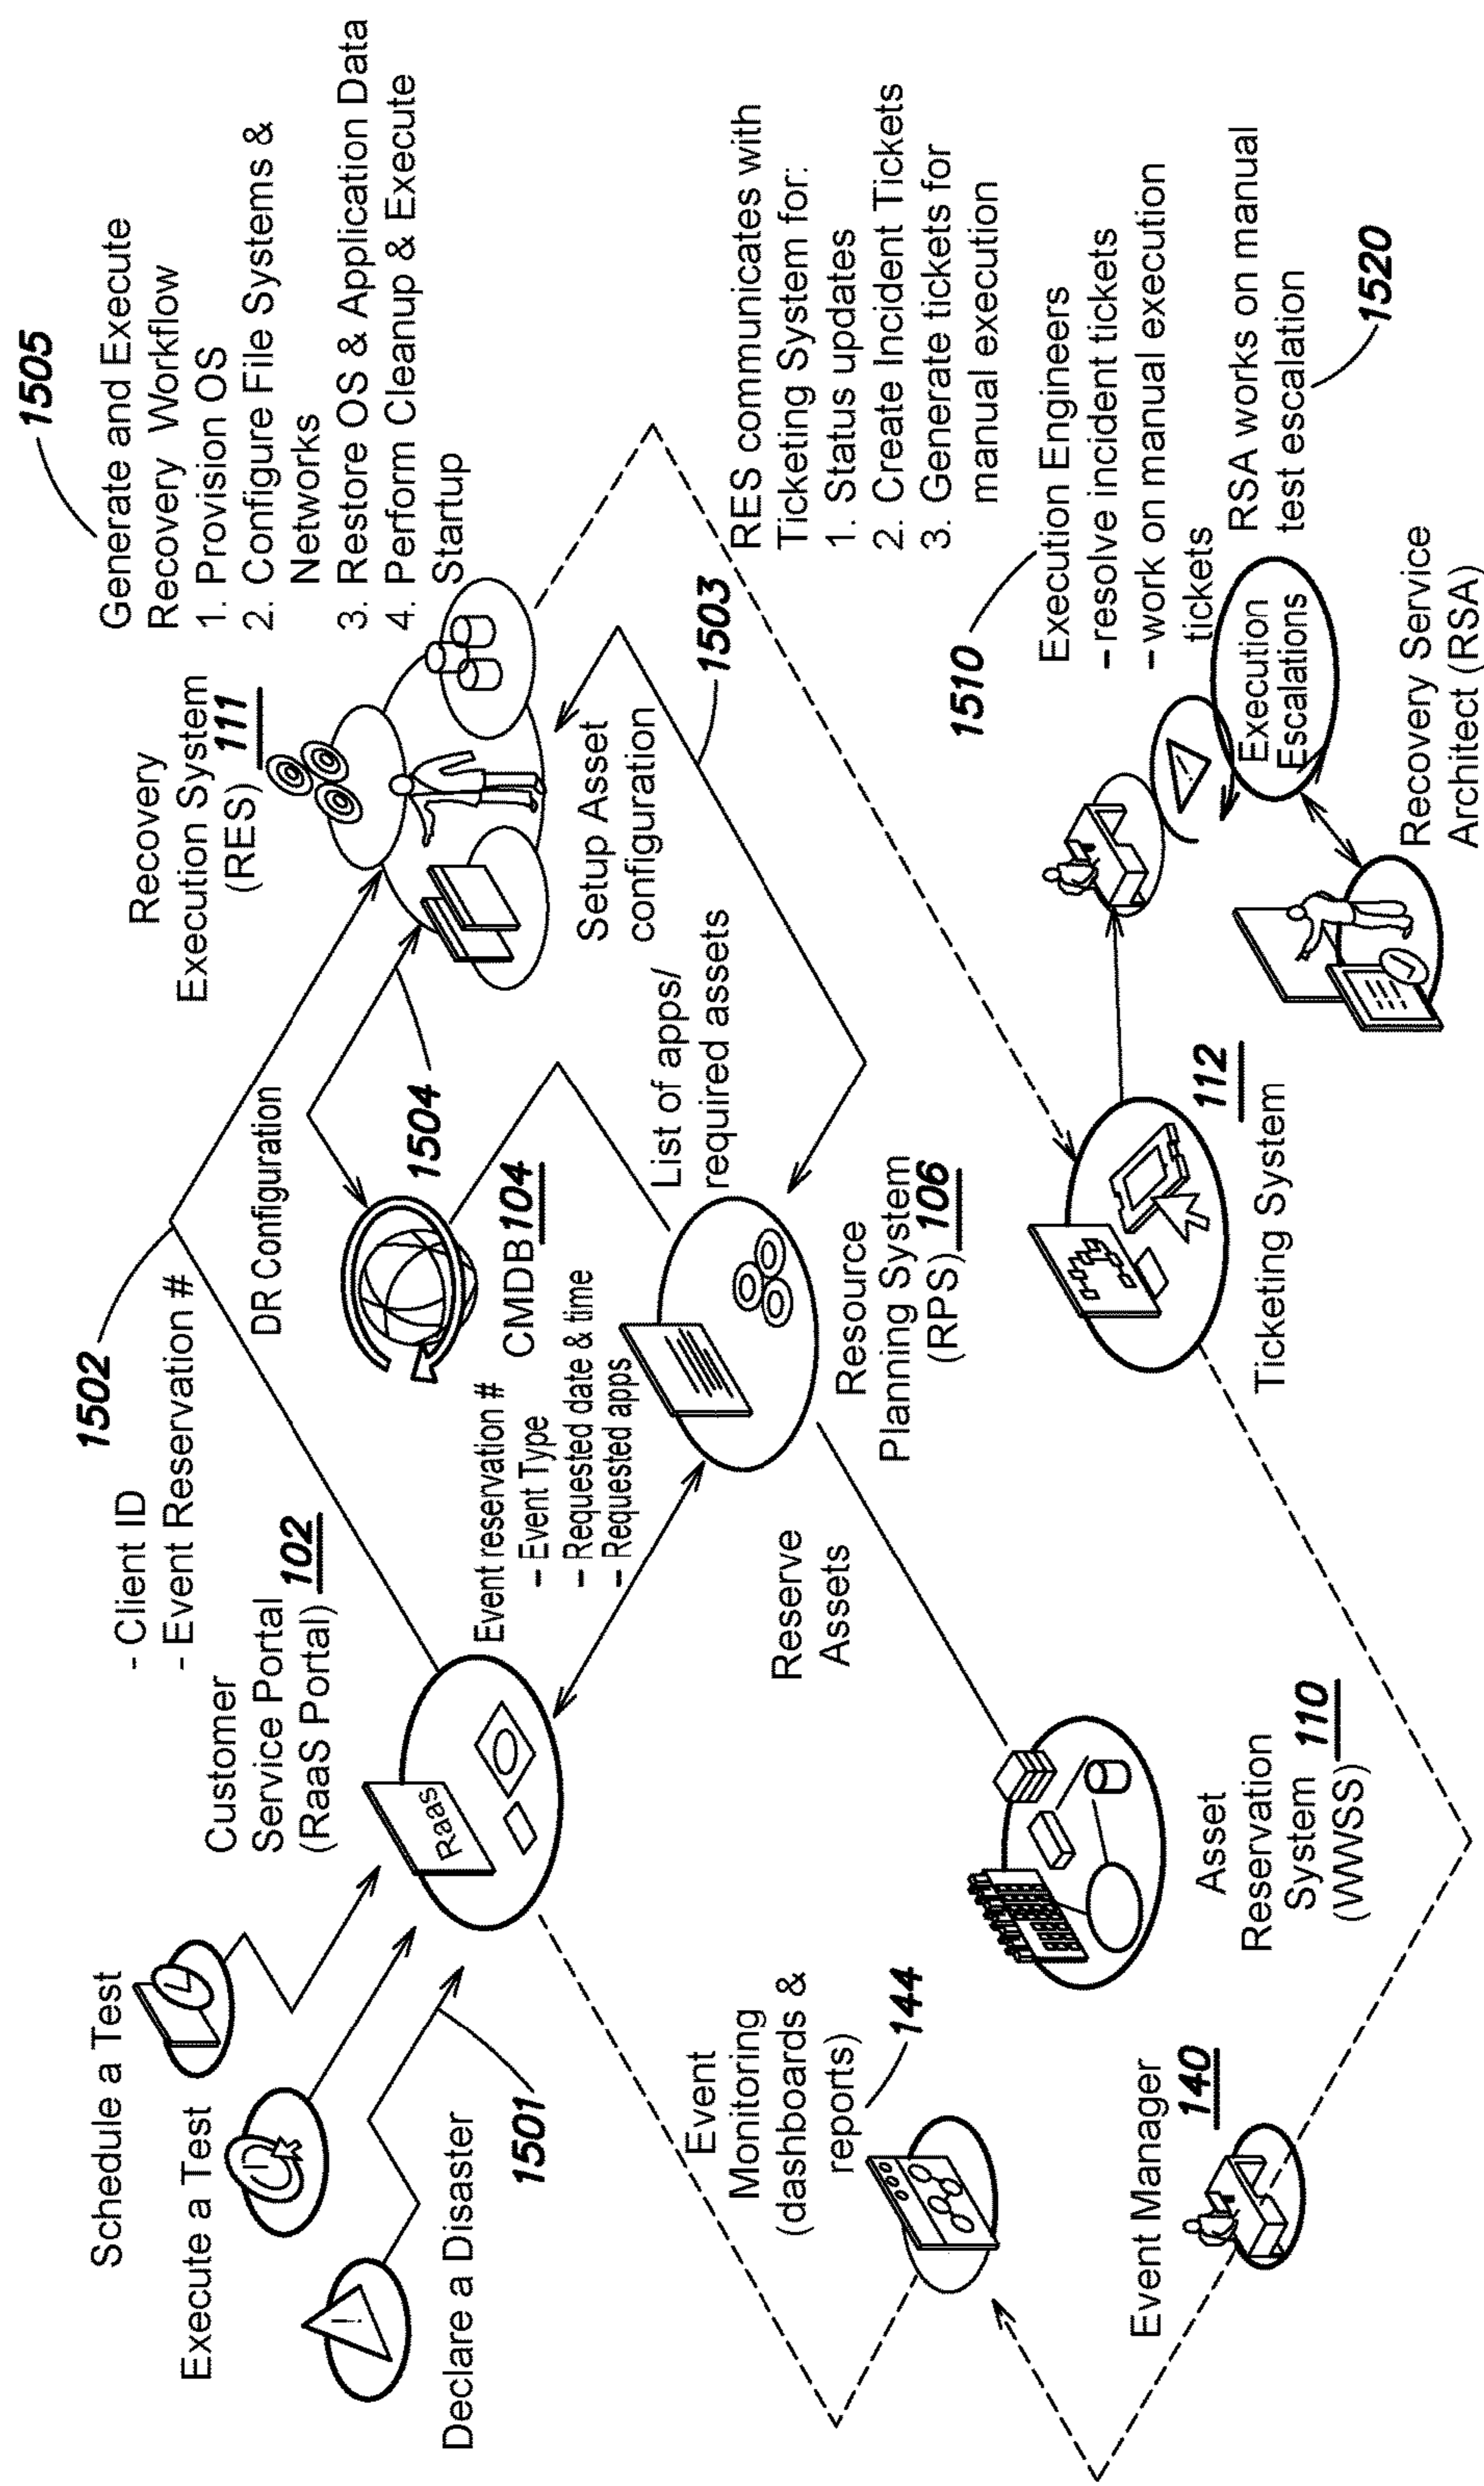 Schedule a Test
Execute a Test
Declare a Disaster
1501
- Client ID
- Event Reservation #
1502
Customer
Service Portal
(RaaS Portal) 102
Raas
DR Configuration
1504
CMDB 104
Event reservation #
- Event Type
- Requested date & time
- Requested apps
Recovery
Execution System
(RES) 111
1505
Generate and Execute
Recovery Workflow
1. Provision OS
2. Configure File Systems &
Networks
3. Restore OS & Application Data
4. Perform Cleanup & Execute
Startup
Setup Asset
configuration
1503
List of apps/
required assets
Resource
Planning System
(RPS) 106
Reserve
Assets
RES communicates with
Ticketing System for:
1. Status updates
2. Create Incident Tickets
3. Generate tickets for
manual execution
Event
Monitoring
(dashboards &
reports)
144
Event Manager
140
Asset
Reservation
System 110
(WWSS)
112
Ticketing System
1510
Execution Engineers
- resolve incident tickets
- work on manual execution
tickets
Execution
Escalations
RSA works on manual
test escalation
1520
Recovery Service
Architect (RSA)